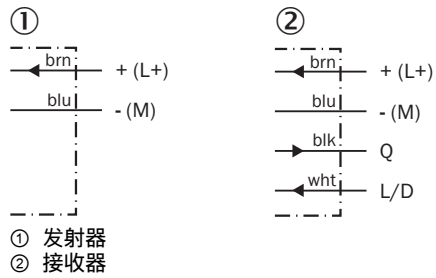 ① ②
brn + (L+) brn + (L+)
blu - (M) blu - (M)
blk Q
wht L/D
① 发射器
② 接收器